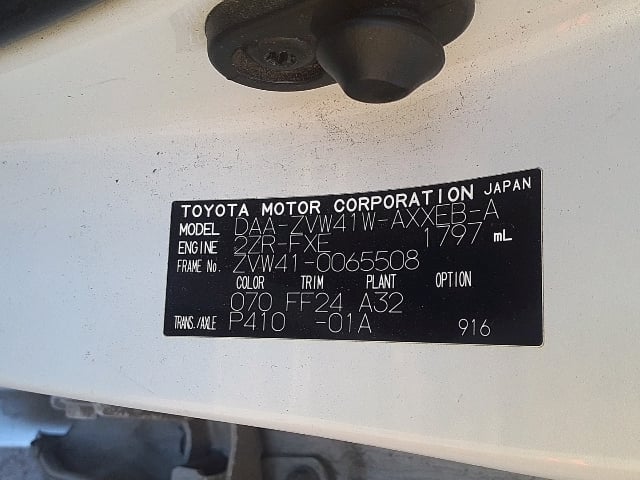 TOYOTA MOTOR CORPORATION JAPAN
MODEL DAA-ZVW41W-AXXEB-A
ENGINE 2ZR-FXE 1797 mL
FRAME No. ZVW41-0065508
COLOR TRIM PLANT OPTION
070 FF24 A32
TRANS./AXLE P410 -01A 916